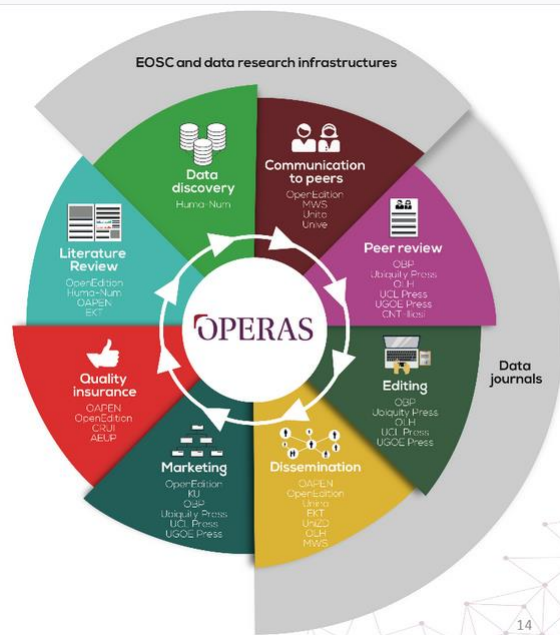 EOSC and data research infrastructures
Data
discovery
Huma-Num
Communication
to peers
OpenEdition
MWS
Unito
Unive
Peer review
OBP
Ubiquity Press
OLH
UCL Press
UGOE Press
CNT-Iliesi
Editing
OBP
Ubiquity Press
OLH
UCL Press
UGOE Press
Data
journals
Dissemination
OAPEN
OpenEdition
EKT
UniZD
OLH
MWS
Marketing
OpenEdition
KU
OBP
Ubiquity Press
UCL Press
UGOE Press
Quality
insurance
OAPEN
OpenEdition
CRUI
AEUP
Literature
Review
OpenEdition
Huma-Num
OAPEN
EKT
OPERAS
14